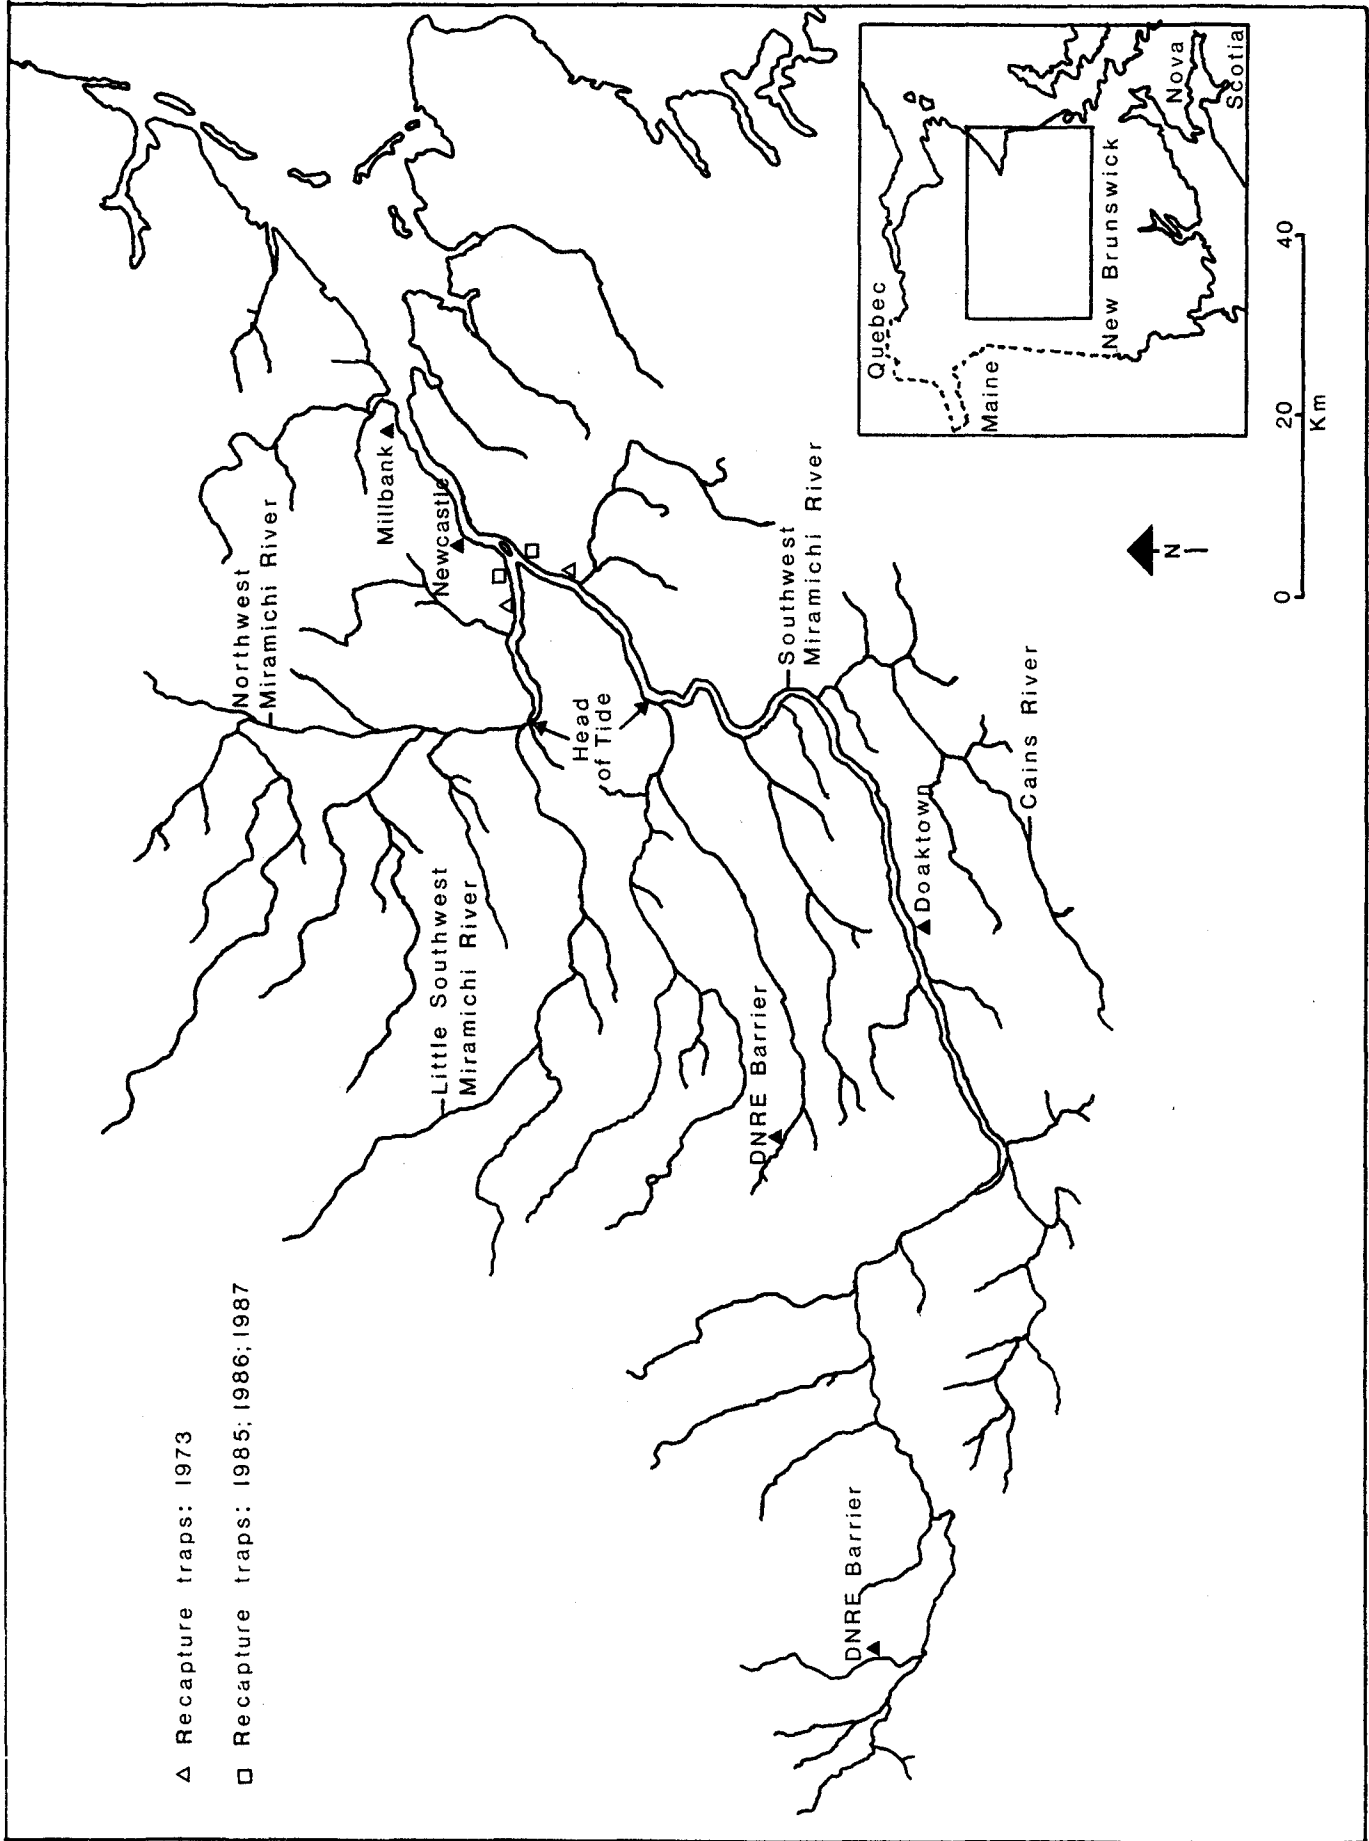 △ Recapture traps: 1973
□ Recapture traps: 1985; 1986; 1987
Northwest
Miramichi River
Millbank
Newcastle
Little Southwest
Miramichi River
Head
of Tide
Southwest
Miramichi River
DNRE Barrier
DNRE Barrier
Doaktown
Cains River
Quebec
Maine
New Brunswick
Nova
Scotia
N
0 20 40
Km